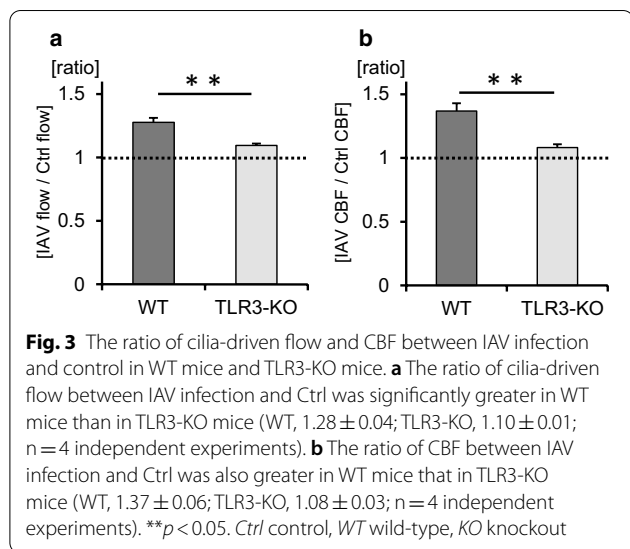 a
[ratio]
* *
[IAV flow / Ctrl flow]
1.5
1
0.5
0
WT
TLR3-KO
b
[ratio]
* *
[IAV CBF / Ctrl CBF]
1.5
1
0.5
0
WT
TLR3-KO
Fig. 3 The ratio of cilia-driven flow and CBF between IAV infection
and control in WT mice and TLR3-KO mice. a The ratio of cilia-driven
flow between IAV infection and Ctrl was significantly greater in WT
mice than in TLR3-KO mice (WT, 1.28 ± 0.04; TLR3-KO, 1.10 ± 0.01;
n = 4 independent experiments). b The ratio of CBF between IAV
infection and Ctrl was also greater in WT mice that in TLR3-KO
mice (WT, 1.37 ± 0.06; TLR3-KO, 1.08 ± 0.03; n = 4 independent
experiments). **p < 0.05. Ctrl control, WT wild-type, KO knockout